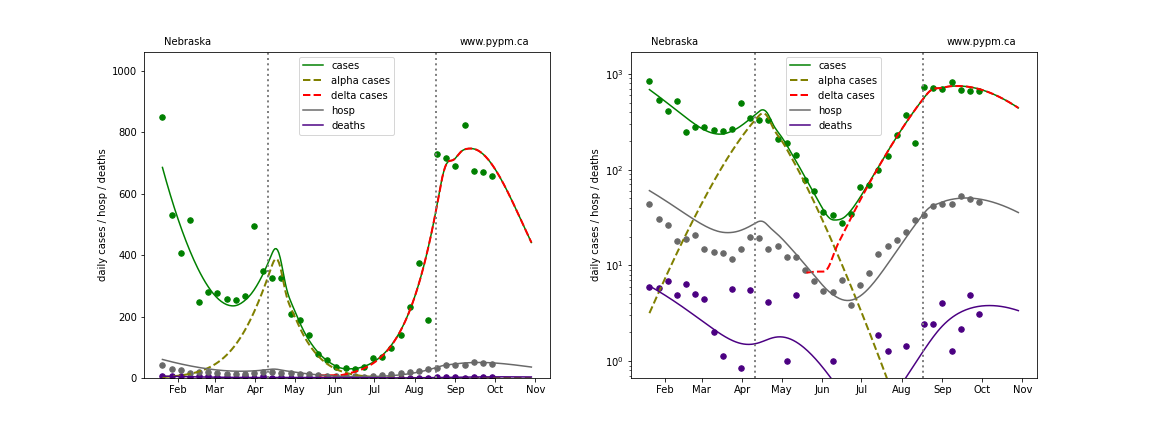 Nebraska www.pypm.ca
daily cases / hosp / deaths
1000
800
600
400
200
0
cases
alpha cases
delta cases
hosp
deaths
Feb Mar Apr May Jun Jul Aug Sep Oct Nov
Nebraska www.pypm.ca
daily cases / hosp / deaths
10³
10²
10¹
10⁰
cases
alpha cases
delta cases
hosp
deaths
Feb Mar Apr May Jun Jul Aug Sep Oct Nov